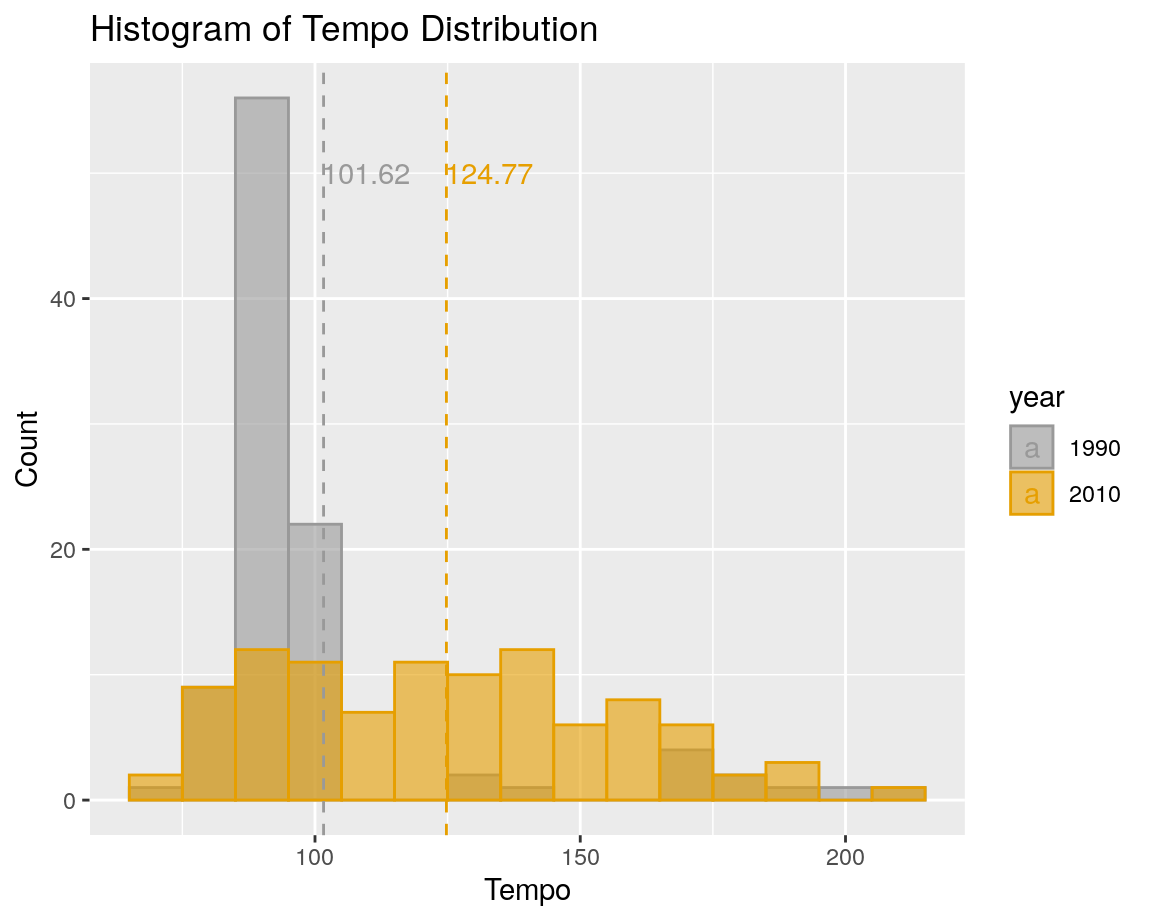 Histogram of Tempo Distribution
101.62
124.77
40
20
0
Count
100
150
200
Tempo
year
a 1990
a 2010